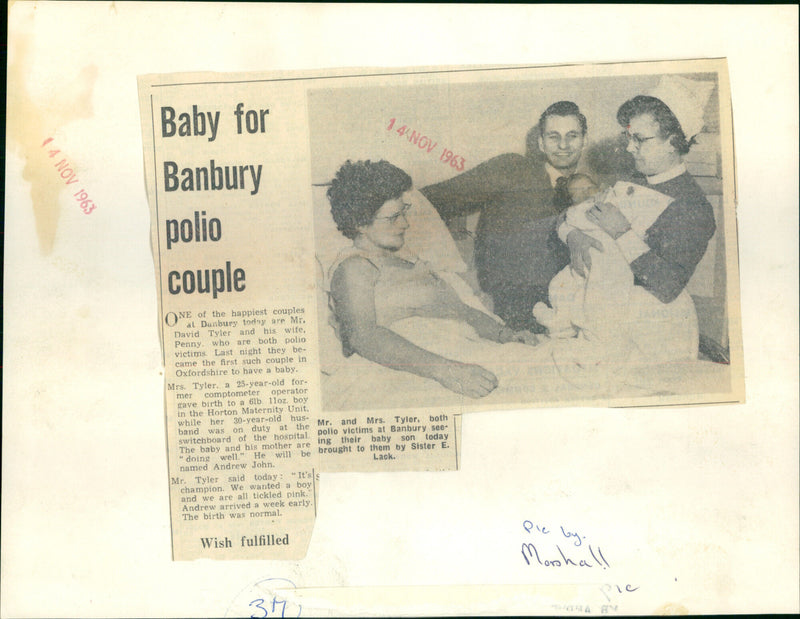 Baby for
Banbury
polio
couple
ONE of the happiest couples
at Banbury today are Mr.
David Tyler and his wife,
Penny, who are both polio
victims. Last night they be-
came the first such couple in
Oxfordshire to have a baby.
Mrs. Tyler, a 25-year-old for-
mer comptometer operator
gave birth to a 6lb. 11oz. boy
in the Horton Maternity Unit,
while her 30-year-old hus-
band was on duty at the
switchboard of the hospital.
The baby and his mother are
"doing well." He will be
named Andrew John.
Mr. Tyler said today: "It's
champion. We wanted a boy
and we are all tickled pink.
Andrew arrived a week early.
The birth was normal.
Wish fulfilled
14 NOV 1963
14 NOV 1963
Mr. and Mrs. Tyler, both
polio victims at Banbury see-
ing their baby son today
brought to them by Sister E.
Lack.
Pic by.
Marshall
Pic
37